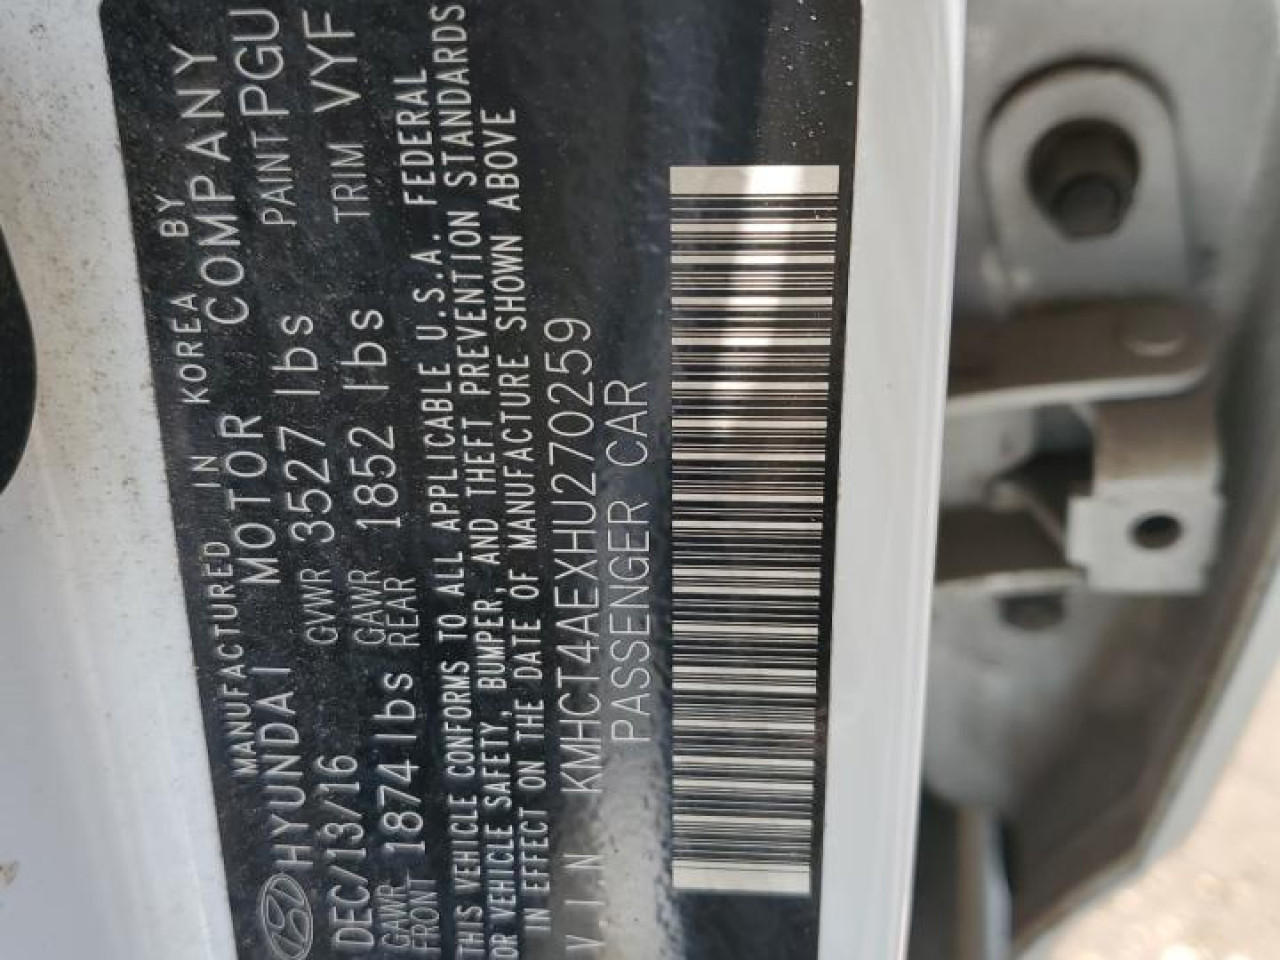 MANUFACTURED IN KOREA BY
HYUNDAI MOTOR COMPANY
DEC/13/16 GVWR 3527 lbs PAINT PGU
GAWR FRONT 1874 lbs GAWR REAR 1852 lbs TRIM VYF
THIS VEHICLE CONFORMS TO ALL APPLICABLE U.S.A. FEDERAL
OR VEHICLE SAFETY, BUMPER, AND THEFT PREVENTION STANDARDS
IN EFFECT ON THE DATE OF MANUFACTURE SHOWN ABOVE
V.I.N KMHCT4AEXHU270259
PASSENGER CAR